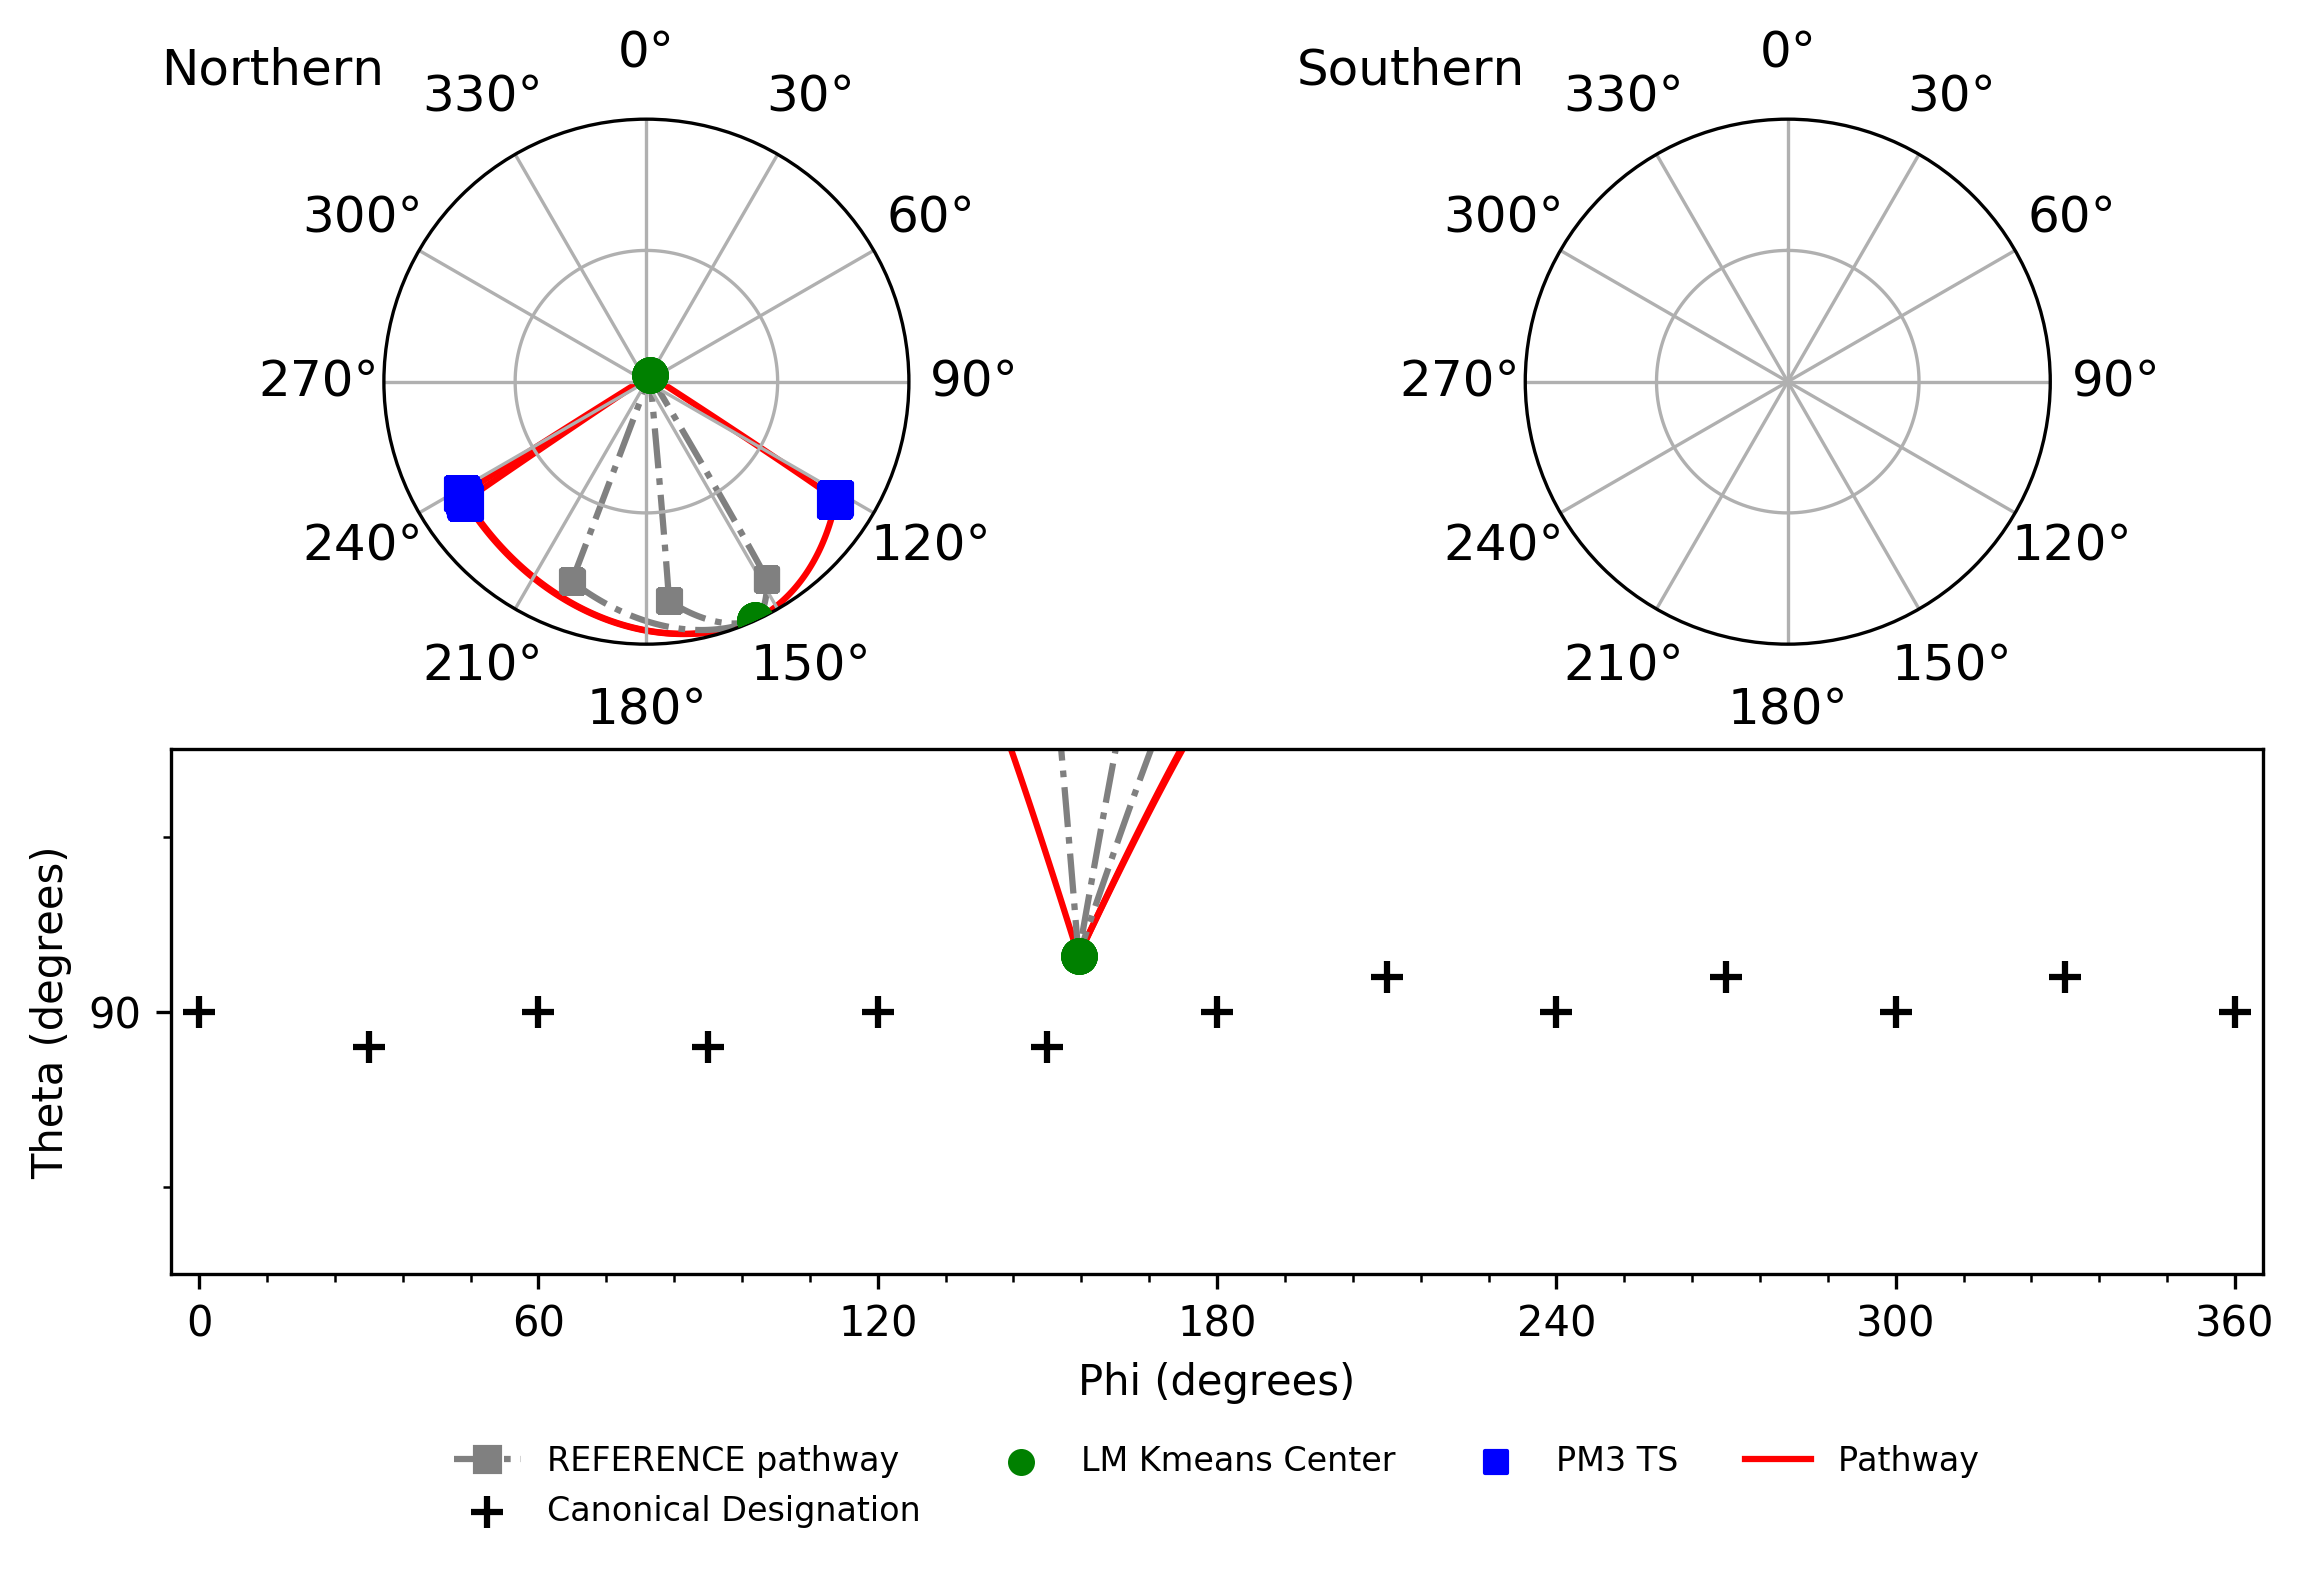 Northern
0°
30°
60°
90°
120°
150°
180°
210°
240°
270°
300°
330°
Southern
0°
30°
60°
90°
120°
150°
180°
210°
240°
270°
300°
330°
Theta (degrees)
90
0 60 120 180 240 300 360
Phi (degrees)
REFERENCE pathway
Canonical Designation
LM Kmeans Center
PM3 TS
Pathway